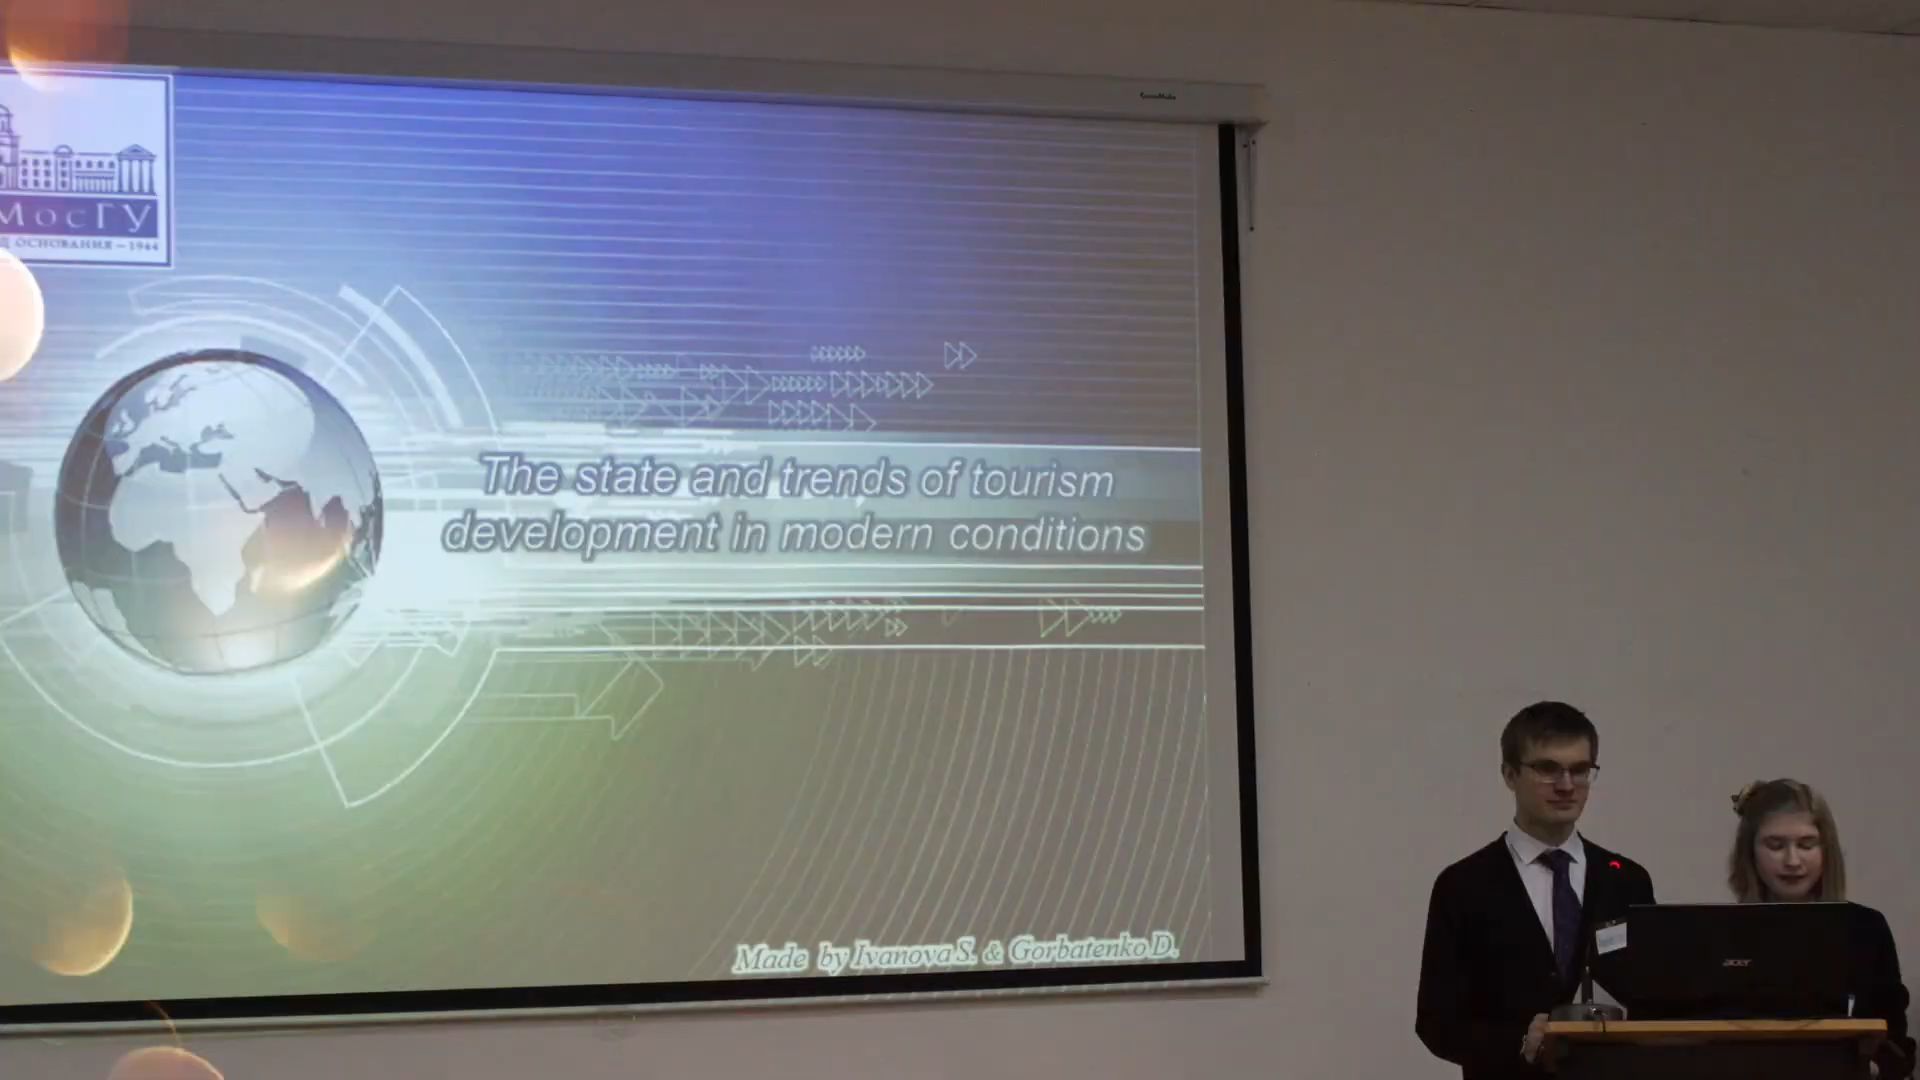 МосГУ
ОСНОВАНИЯ – 1944
The state and trends of tourism
development in modern conditions
Made by Ivanova S. & Gorbatenko D.
acer